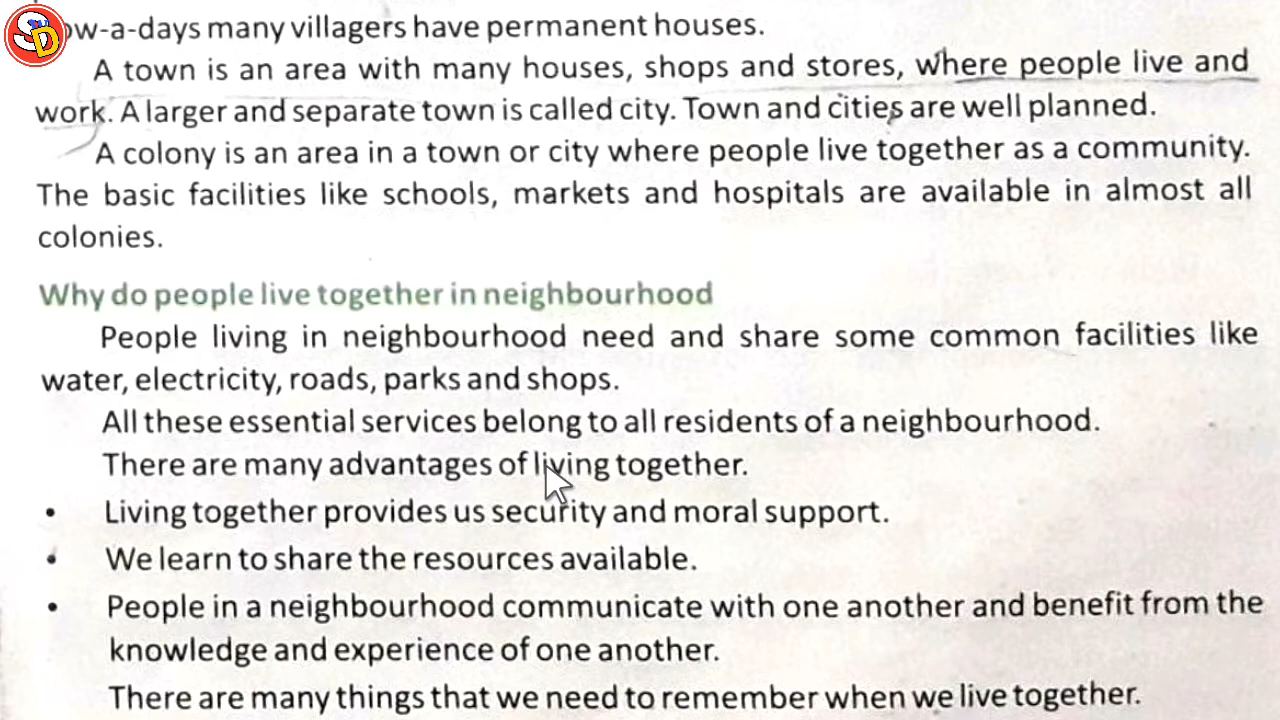 SD
ow-a-days many villagers have permanent houses.
A town is an area with many houses, shops and stores, where people live and
work. A larger and separate town is called city. Town and cities are well planned.
A colony is an area in a town or city where people live together as a community.
The basic facilities like schools, markets and hospitals are available in almost all
colonies.
Why do people live together in neighbourhood
People living in neighbourhood need and share some common facilities like
water, electricity, roads, parks and shops.
All these essential services belong to all residents of a neighbourhood.
There are many advantages of living together.
• Living together provides us security and moral support.
• We learn to share the resources available.
• People in a neighbourhood communicate with one another and benefit from the
knowledge and experience of one another.
There are many things that we need to remember when we live together.